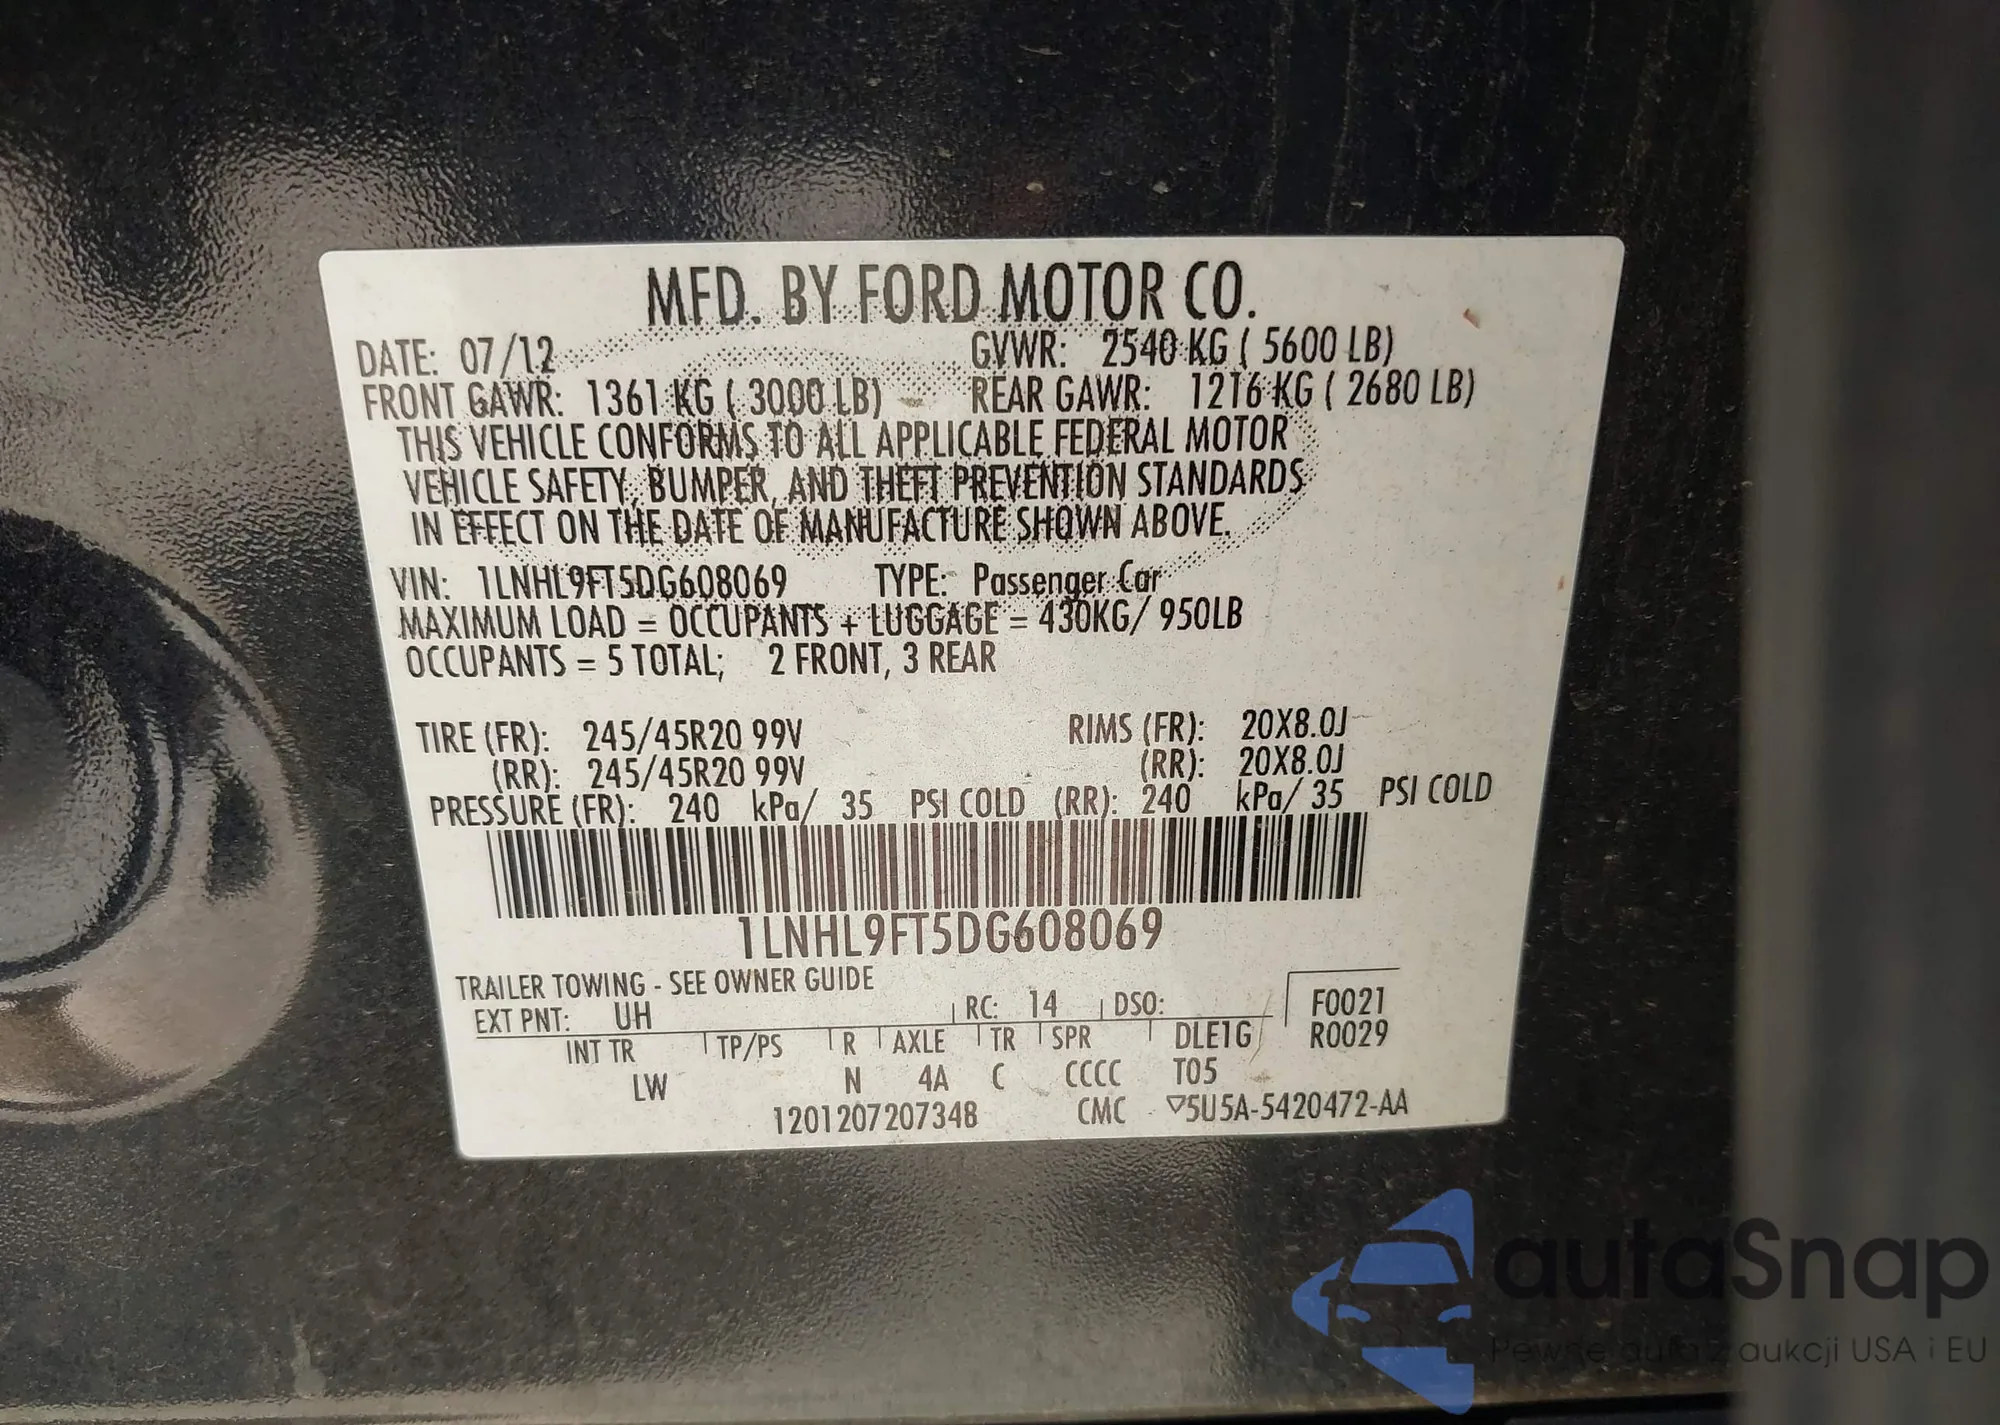 MFD. BY FORD MOTOR CO.
DATE: 07/12 GVWR: 2540 KG ( 5600 LB)
FRONT GAWR: 1361 KG ( 3000 LB) REAR GAWR: 1216 KG ( 2680 LB)
THIS VEHICLE CONFORMS TO ALL APPLICABLE FEDERAL MOTOR
VEHICLE SAFETY, BUMPER, AND THEFT PREVENTION STANDARDS
IN EFFECT ON THE DATE OF MANUFACTURE SHOWN ABOVE.
VIN: 1LNHL9FT5DG608069 TYPE: Passenger Car
MAXIMUM LOAD = OCCUPANTS + LUGGAGE = 430KG/ 950LB
OCCUPANTS = 5 TOTAL; 2 FRONT, 3 REAR
TIRE (FR): 245/45R20 99V RIMS (FR): 20X8.0J
(RR): 245/45R20 99V (RR): 20X8.0J
PRESSURE (FR): 240 kPa/ 35 PSI COLD (RR): 240 kPa/ 35 PSI COLD
1LNHL9FT5DG608069
TRAILER TOWING - SEE OWNER GUIDE
EXT PNT: UH RC: 14 DSO: F0021
INT TR TP/PS R AXLE TR SPR DLE1G R0029
LW N 4A C CCCC T05
1201207207348 CMC ▽5U5A-5420472-AA
autaSnap
Pewne auta z aukcji USA i EU